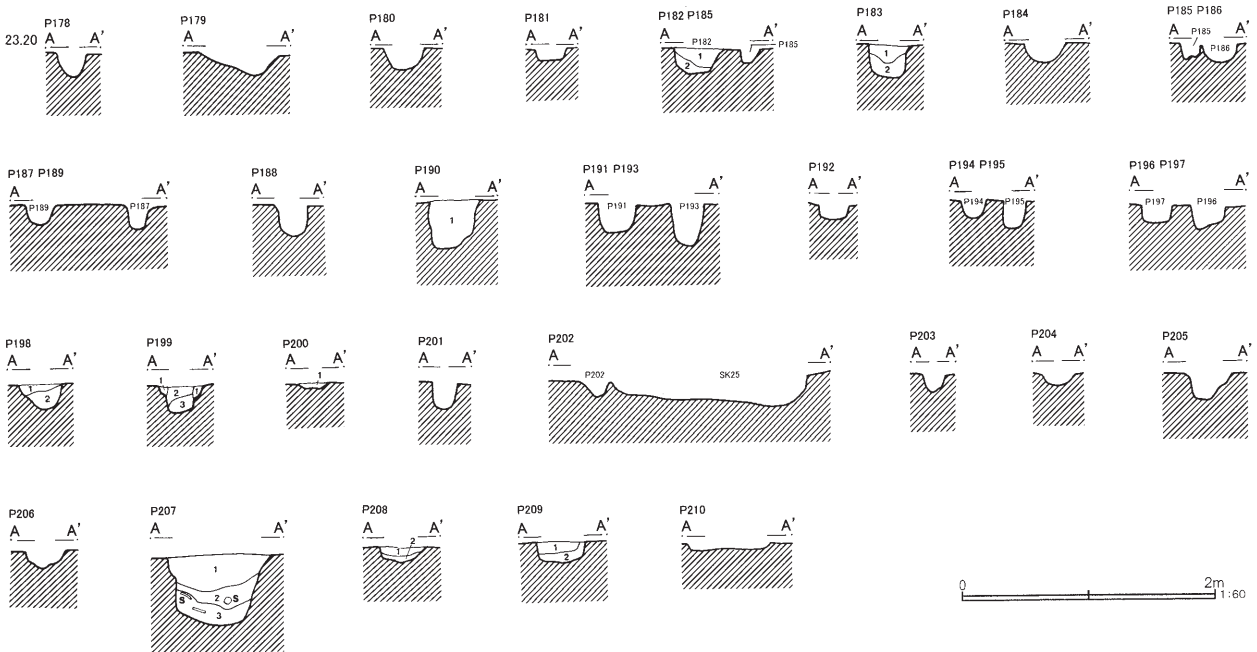 P178
A A'
23.20
P179
A A'
P180
A A'
P181
A A'
P182 P185
A A'
P182
P185
1
2
P183
A A'
1
2
P184
A A'
P185 P186
A A'
P185
P186
P187 P189
A A'
P189 P187
P188
A A'
P190
A A'
1
P191 P193
A A'
P191 P193
P192
A A'
P194 P195
A A'
P194 P195
P196 P197
A A'
P197 P196
P198
A A'
1
2
P199
A A'
1
2 1
3
P200
A A'
1
P201
A A'
P202
A A'
P202 SK25
P203
A A'
P204
A A'
P205
A A'
P206
A A'
P207
A A'
1
S 2 S
3
P208
A A'
2
1
P209
A A'
1
2
P210
A A'
0 2m
1:60